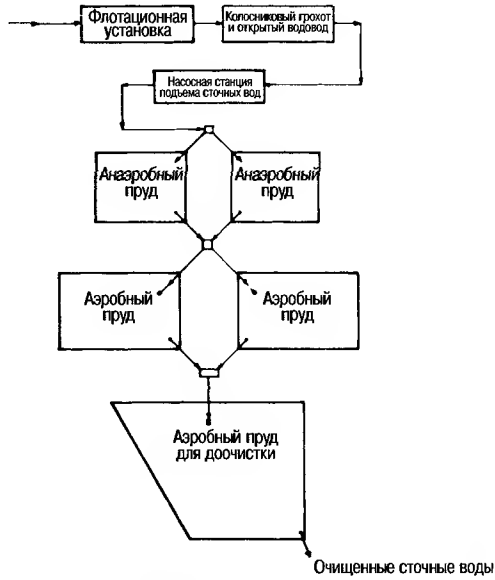 Флотационная
установка
Колосниковый грохот
и открытый водовод
Насосная станция
подъема сточных вод
Анаэробный
пруд
Анаэробный
пруд
Аэробный
пруд
Аэробный
пруд
Аэробный пруд
для доочистки
Очищенные сточные воды